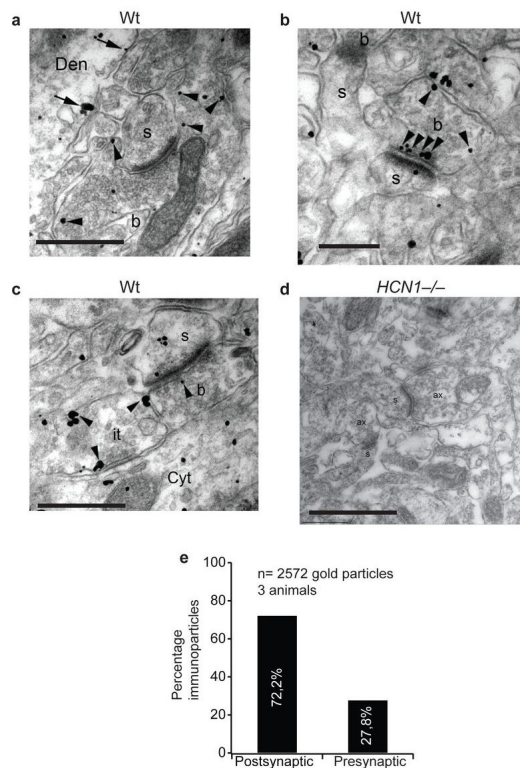 a
Wt
Den
s
b
b
Wt
b
s
b
s
c
Wt
s
b
it
Cyt
d
HCN1–/–
s
ax
ax
s
e
n= 2572 gold particles
3 animals
Percentage
immunoparticles
100
80
60
40
20
0
72,2%
27,8%
Postsynaptic
Presynaptic